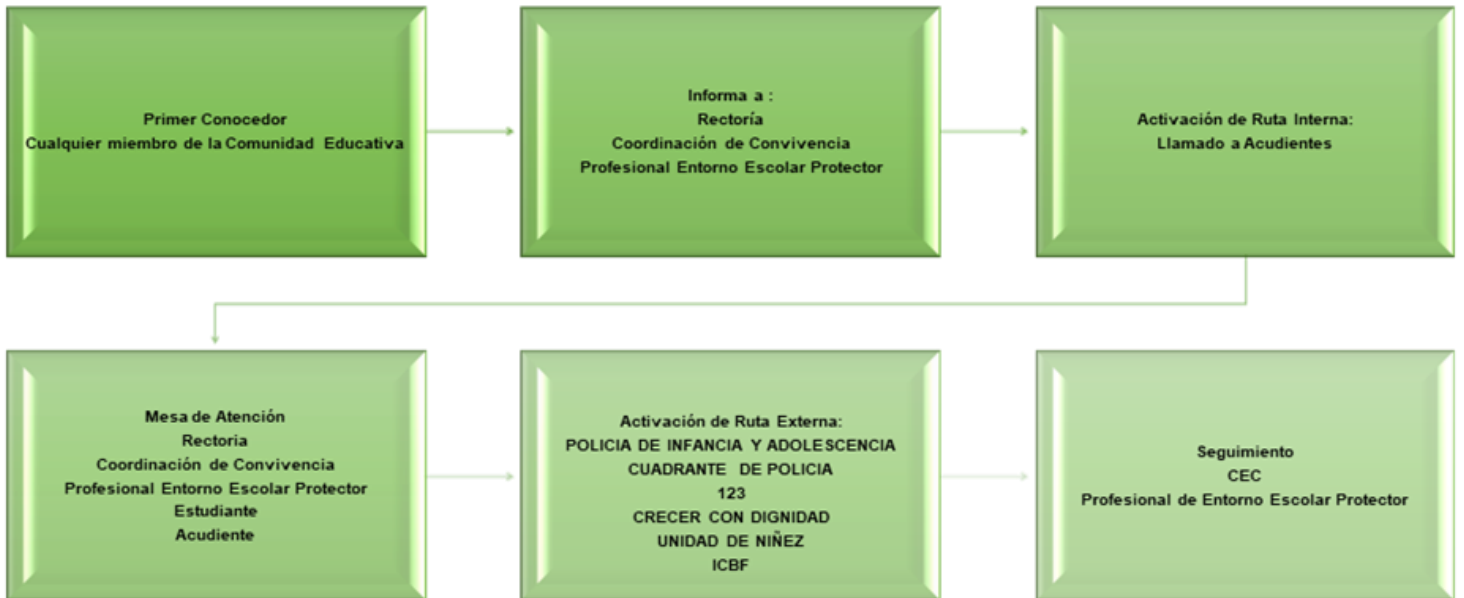 Primer Conocedor
Cualquier miembro de la Comunidad Educativa
Informa a :
Rectoría
Coordinación de Convivencia
Profesional Entorno Escolar Protector
Activación de Ruta Interna:
Llamado a Acudientes
Mesa de Atención
Rectoria
Coordinación de Convivencia
Profesional Entorno Escolar Protector
Estudiante
Acudiente
Activación de Ruta Externa:
POLICIA DE INFANCIA Y ADOLESCENCIA
CUADRANTE DE POLICIA
123
CRECER CON DIGNIDAD
UNIDAD DE NIÑEZ
ICBF
Seguimiento
CEC
Profesional de Entorno Escolar Protector